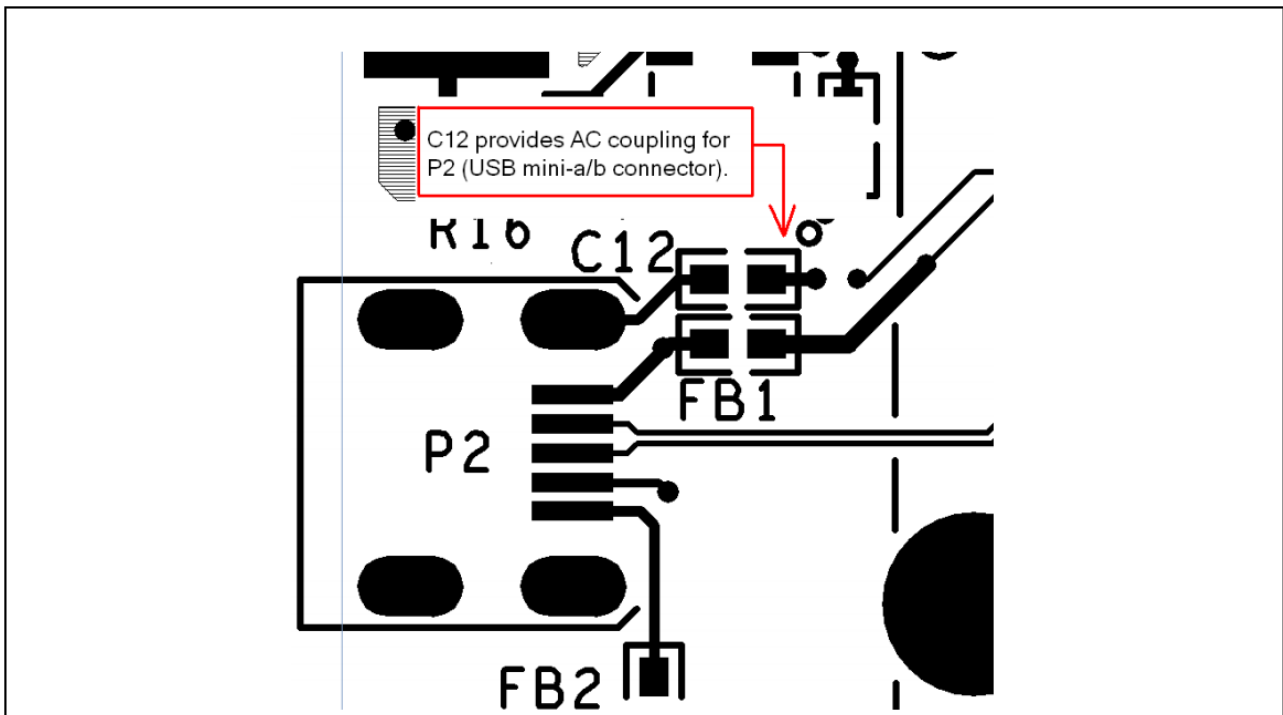 C12 provides AC coupling for
P2 (USB mini-a/b connector).
R16
C12
FB1
P2
FB2